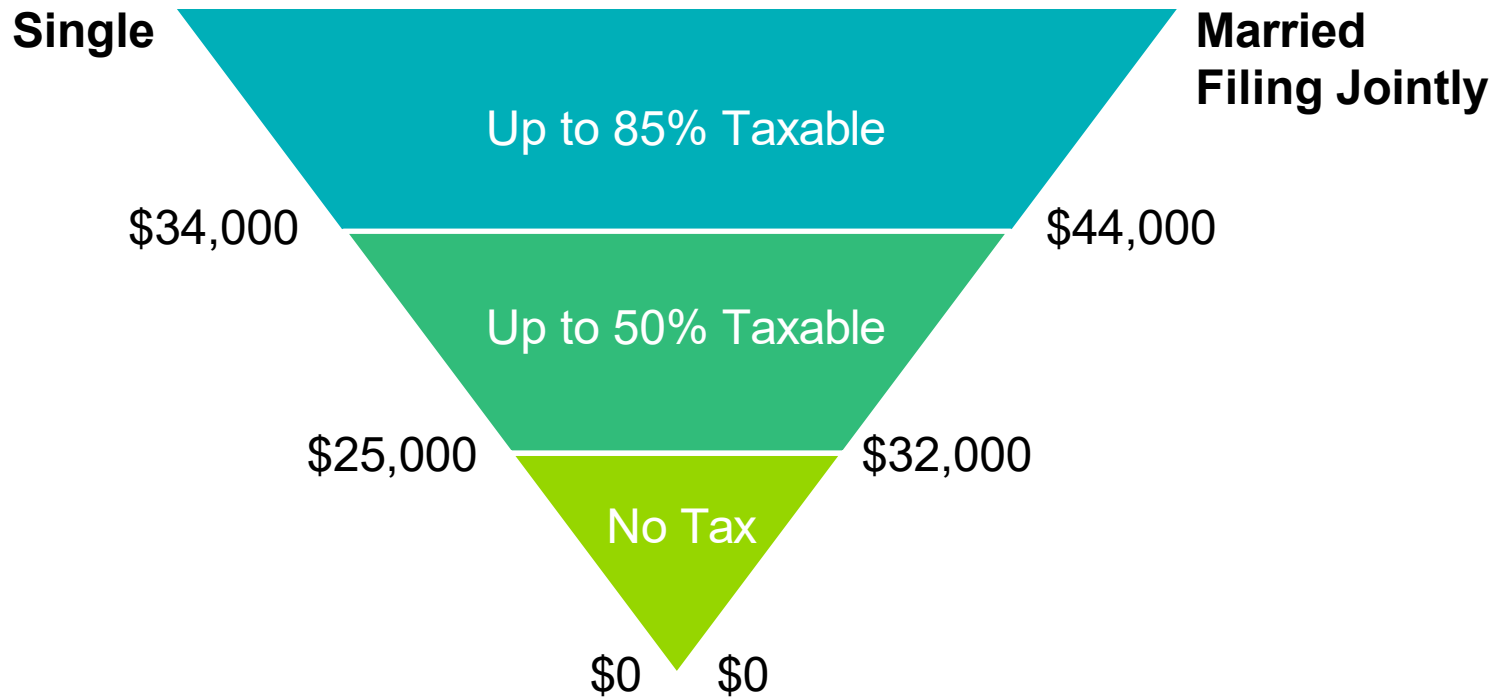 Single
Married
Filing Jointly
Up to 85% Taxable
$34,000
$44,000
Up to 50% Taxable
$25,000
$32,000
No Tax
$0
$0